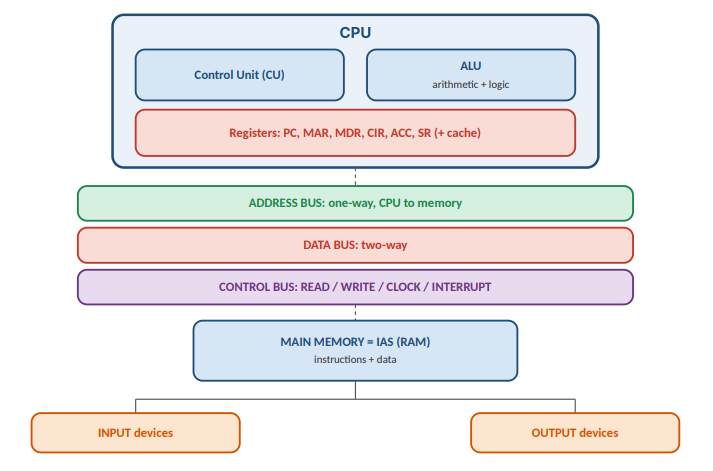 CPU
Control Unit (CU)
ALU
arithmetic + logic
Registers: PC, MAR, MDR, CIR, ACC, SR (+ cache)
ADDRESS BUS: one-way, CPU to memory
DATA BUS: two-way
CONTROL BUS: READ / WRITE / CLOCK / INTERRUPT
MAIN MEMORY = IAS (RAM)
instructions + data
INPUT devices
OUTPUT devices